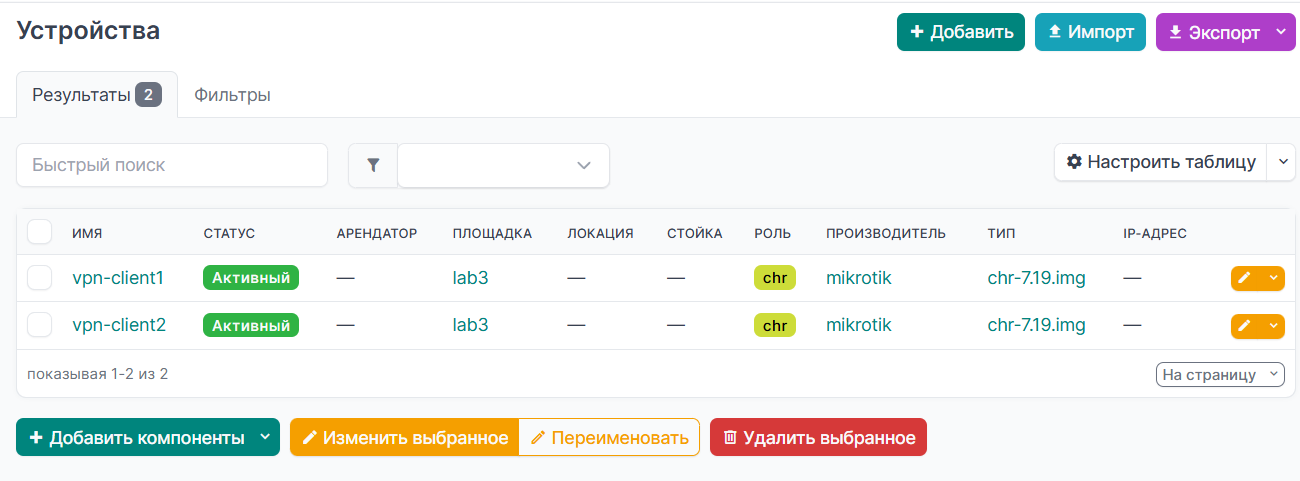 Устройства
Добавить Импорт Экспорт
Результаты 2 Фильтры
Быстрый поиск Настроить таблицу
ИМЯ СТАТУС АРЕНДАТОР ПЛОЩАДКА ЛОКАЦИЯ СТОЙКА РОЛЬ ПРОИЗВОДИТЕЛЬ ТИП IP-АДРЕС
vpn-client1 Активный — lab3 — — chr mikrotik chr-7.19.img —
vpn-client2 Активный — lab3 — — chr mikrotik chr-7.19.img —
показывая 1-2 из 2 На страницу
Добавить компоненты Изменить выбранное Переименовать Удалить выбранное